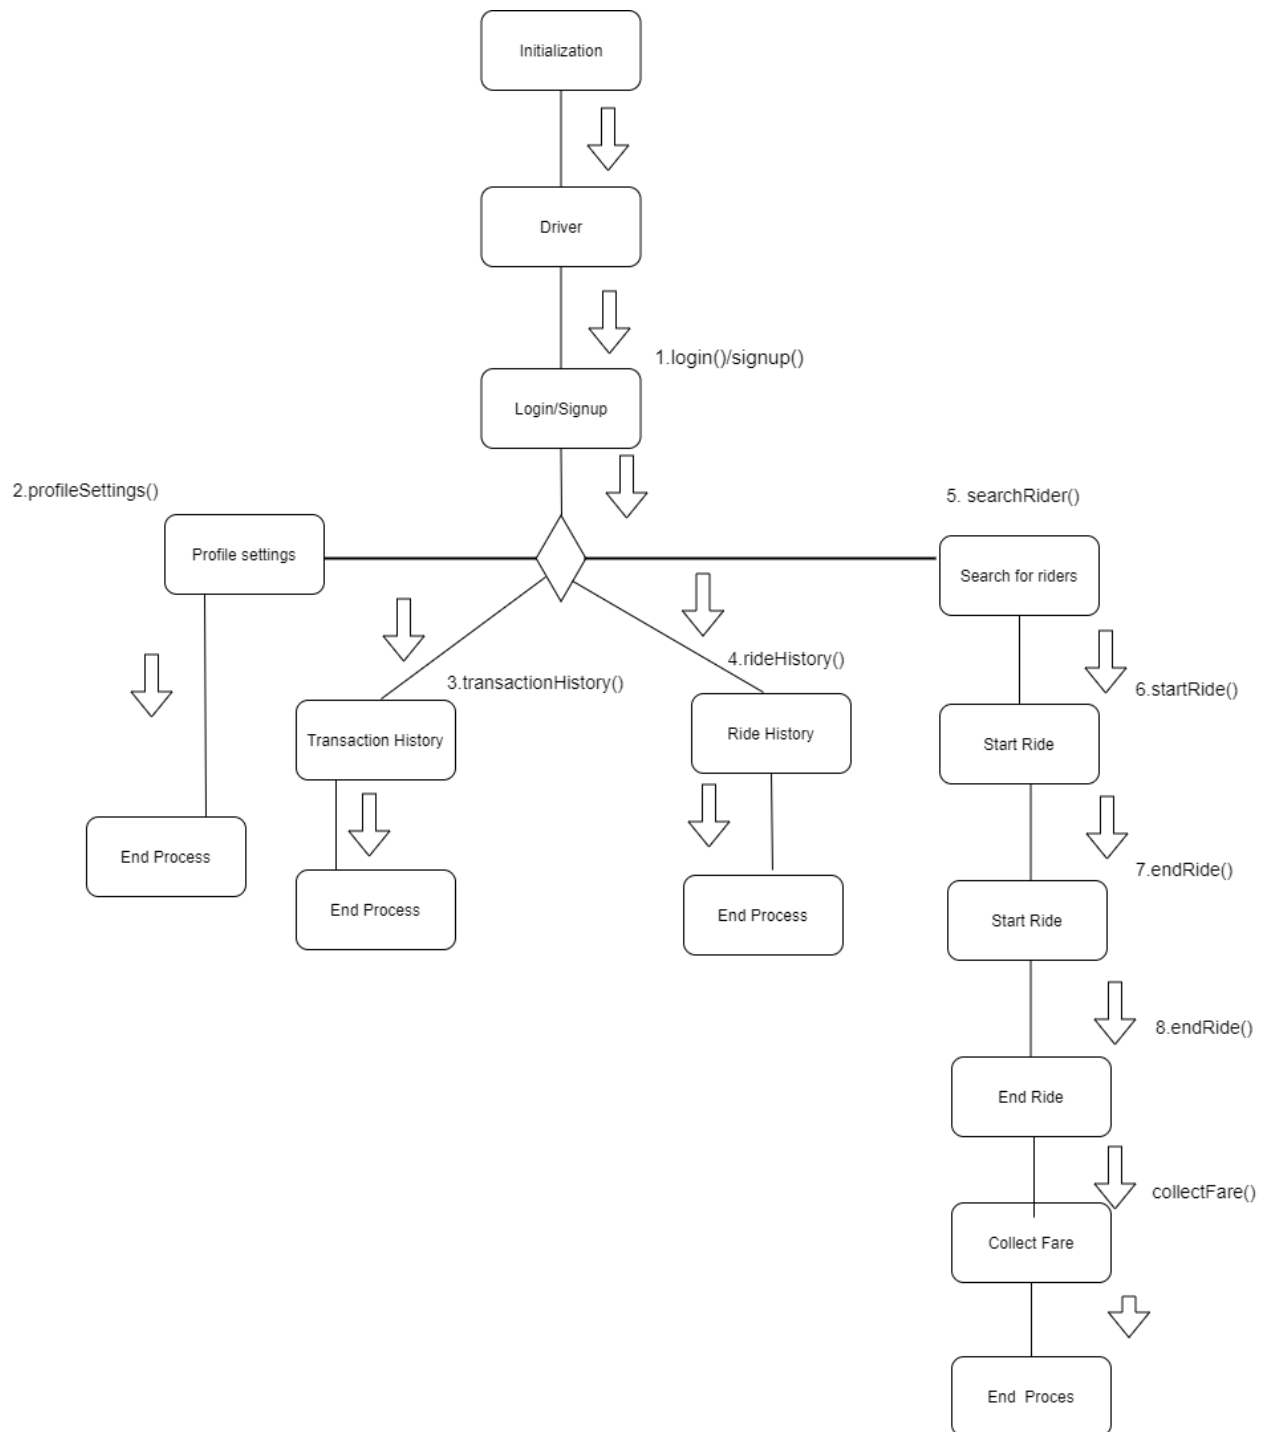 Initialization
Driver
1.login()/signup()
Login/Signup
2.profileSettings()
5. searchRider()
Profile settings
Search for riders
3.transactionHistory()
4.rideHistory()
6.startRide()
Transaction History
Ride History
Start Ride
End Process
End Process
End Process
7.endRide()
Start Ride
8.endRide()
End Ride
collectFare()
Collect Fare
End  Proces